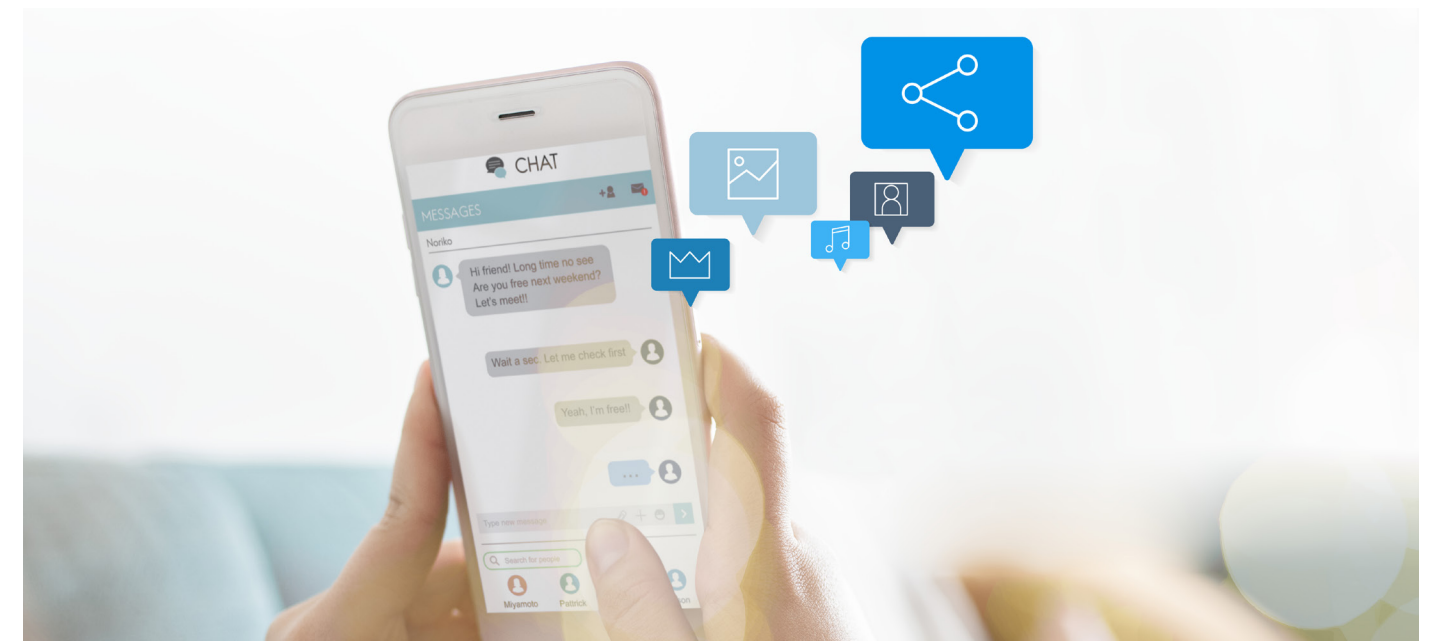 CHAT
MESSAGES
Noriko
Hi friend! Long time no see
Are you free next weekend?
Let's meet!!
Wait a sec. Let me check first
Yeah, I'm free!!
...
Type new message
Search for people
Miyamoto
Patrick